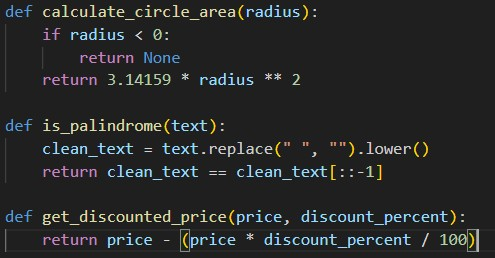 def calculate_circle_area(radius):
    if radius < 0:
        return None
    return 3.14159 * radius ** 2

def is_palindrome(text):
    clean_text = text.replace(" ", "").lower()
    return clean_text == clean_text[::-1]

def get_discounted_price(price, discount_percent):
    return price - (price * discount_percent / 100)